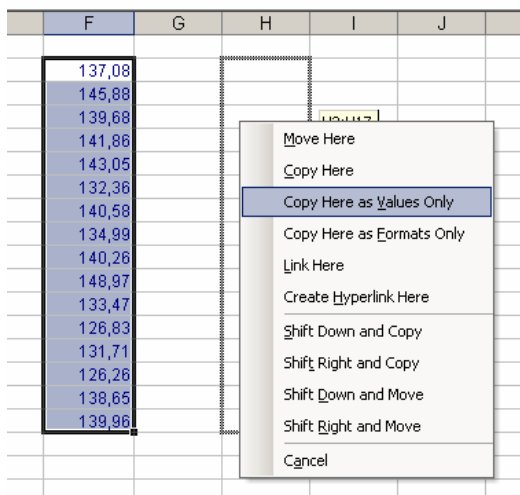 F G H I J
137,08
145,88
139,68
141,86
143,05
132,36
140,58
134,99
140,26
148,97
133,47
126,83
131,71
126,26
138,65
139,96
Move Here
Copy Here
Copy Here as Values Only
Copy Here as Formats Only
Link Here
Create Hyperlink Here
Shift Down and Copy
Shift Right and Copy
Shift Down and Move
Shift Right and Move
Cancel